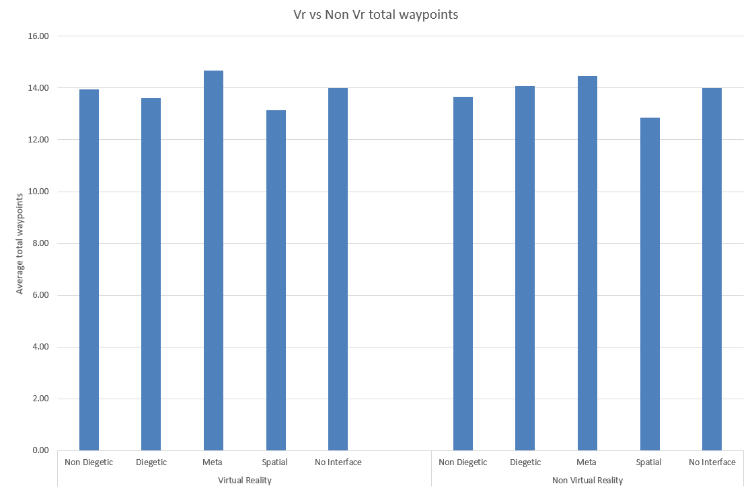 Vr vs Non Vr total waypoints
16.00
14.00
12.00
10.00
8.00
6.00
4.00
2.00
0.00
Average total waypoints
Non Diegetic Diegetic Meta Spatial No Interface Non Diegetic Diegetic Meta Spatial No Interface
Virtual Reality Non Virtual Reality